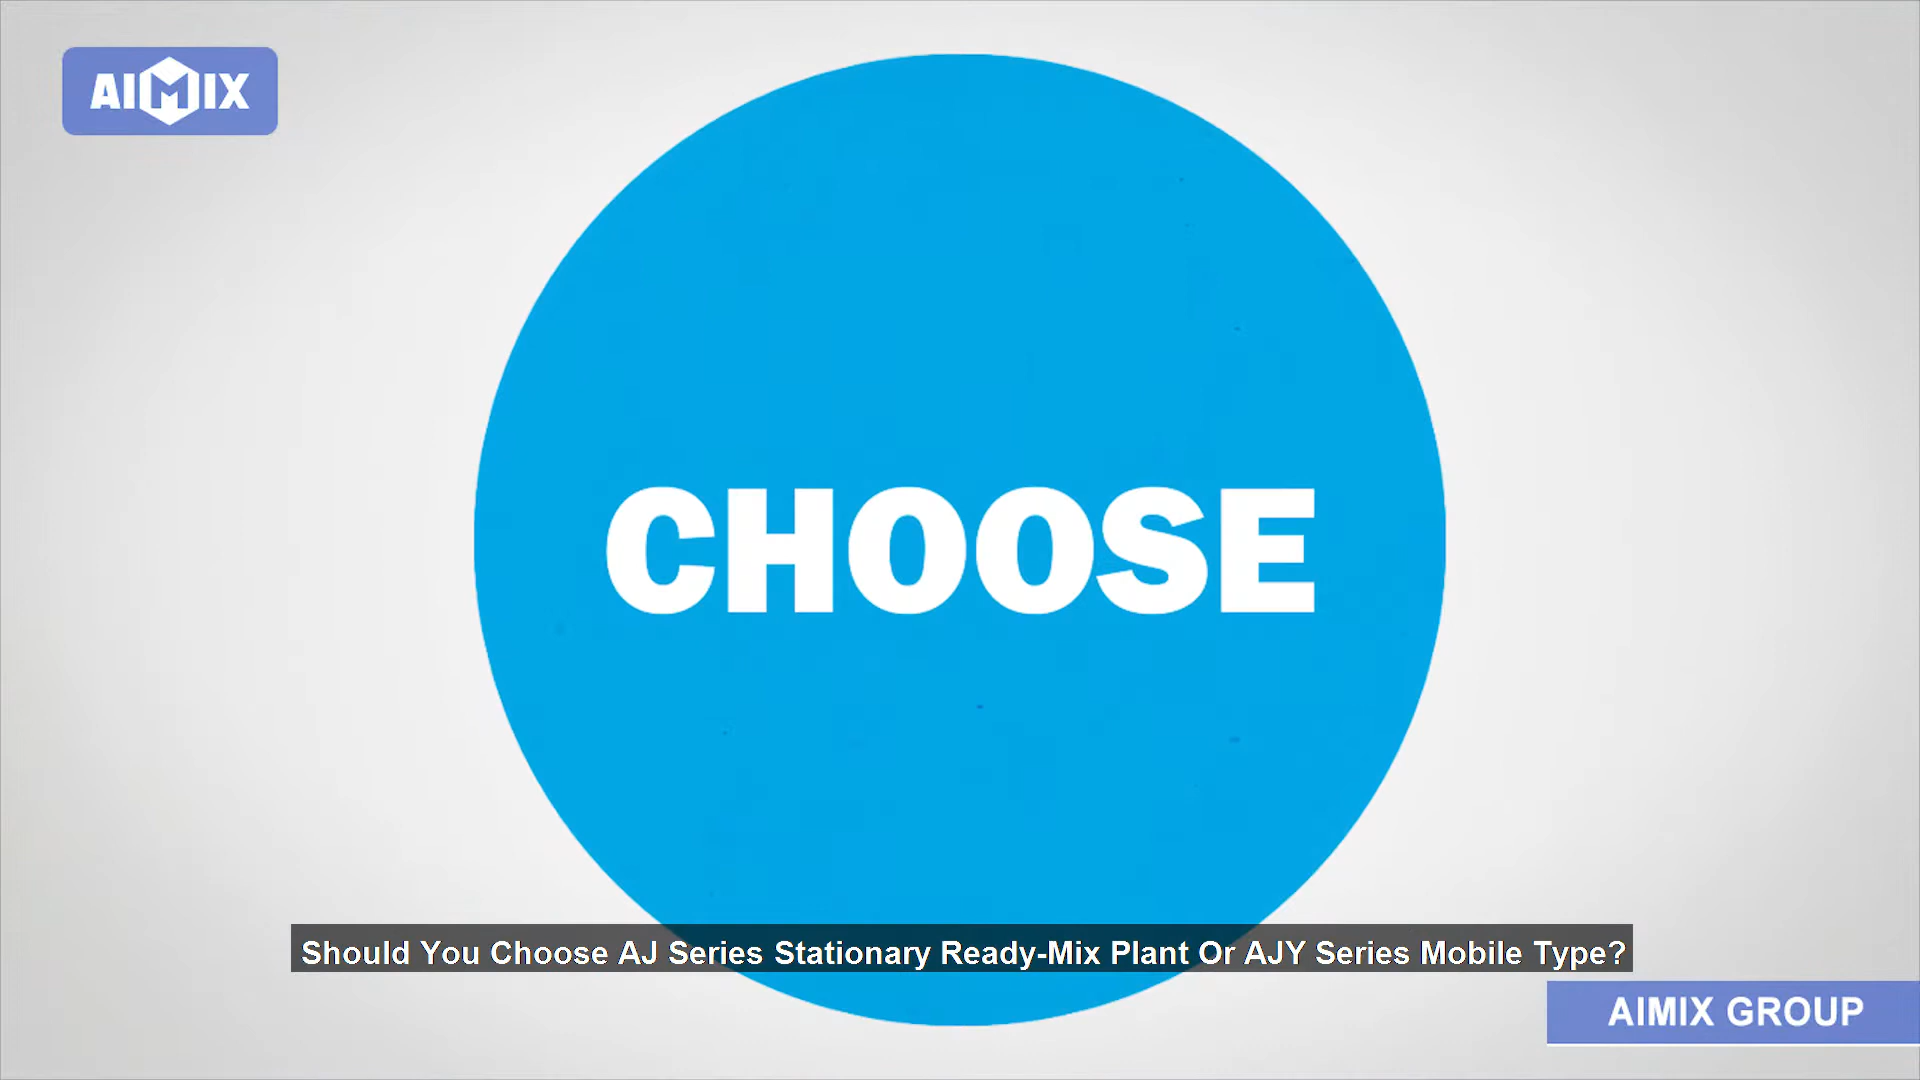 AIMIX
CHOOSE
Should You Choose AJ Series Stationary Ready-Mix Plant Or AJY Series Mobile Type?
AIMIX GROUP